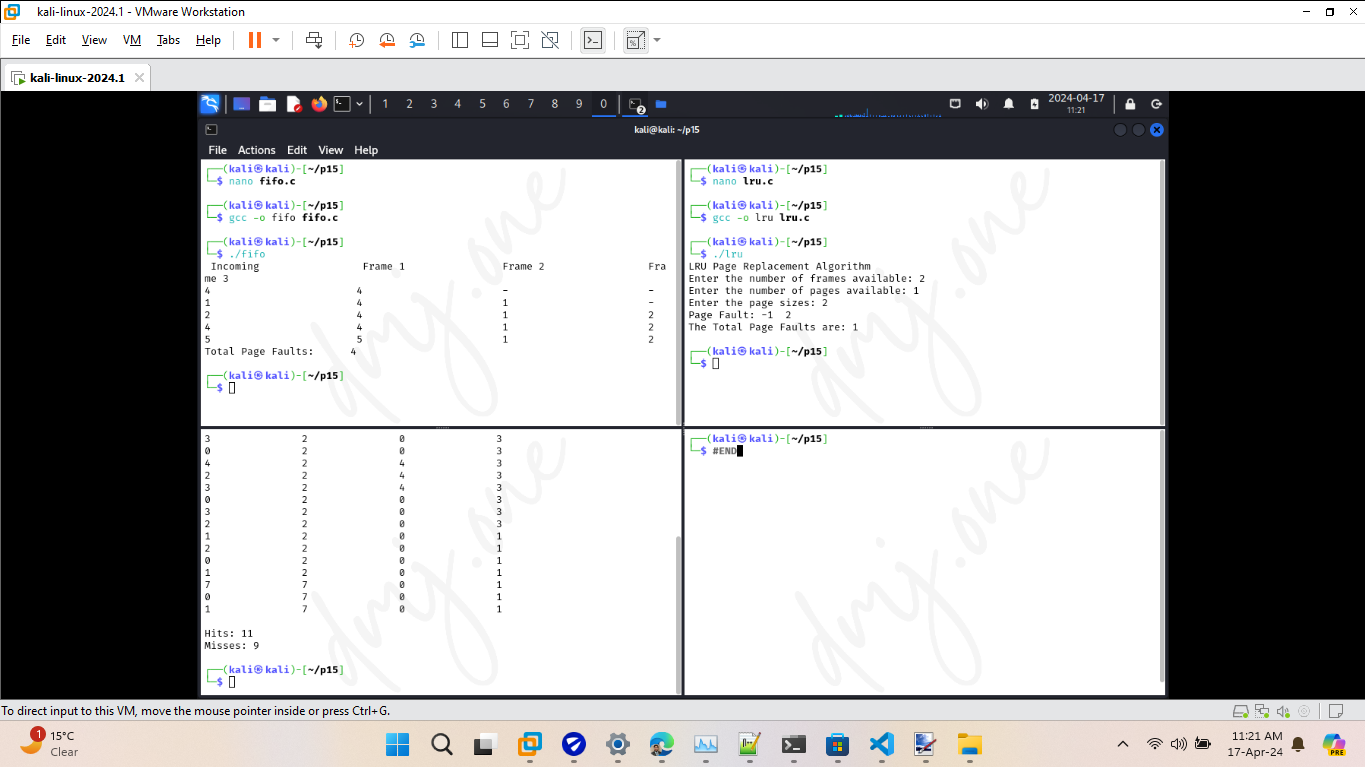 kali-linux-2024.1 - VMware Workstation
File Edit View VM Tabs Help
kali-linux-2024.1
1 2 3 4 5 6 7 8 9 0 2
2024-04-17
11:21
kali@kali: ~/p15
File Actions Edit View Help
┌──(kali㉿kali)-[~/p15]
└─$ nano fifo.c
┌──(kali㉿kali)-[~/p15]
└─$ gcc -o fifo fifo.c
┌──(kali㉿kali)-[~/p15]
└─$ ./fifo
Incoming Frame 1 Frame 2 Fra
me 3
4 4 - -
1 4 1 -
2 4 1 2
4 4 1 2
5 5 1 2
Total Page Faults: 4
┌──(kali㉿kali)-[~/p15]
└─$
┌──(kali㉿kali)-[~/p15]
└─$ nano lru.c
┌──(kali㉿kali)-[~/p15]
└─$ gcc -o lru lru.c
┌──(kali㉿kali)-[~/p15]
└─$ ./lru
LRU Page Replacement Algorithm
Enter the number of frames available: 2
Enter the number of pages available: 1
Enter the page sizes: 2
Page Fault: -1 2
The Total Page Faults are: 1
┌──(kali㉿kali)-[~/p15]
└─$
3 2 0 3
0 2 0 3
4 2 4 3
2 2 4 3
3 2 4 3
0 2 0 3
3 2 0 3
2 2 0 3
1 2 0 1
2 2 0 1
0 2 0 1
1 2 0 1
7 7 0 1
0 7 0 1
1 7 0 1
Hits: 11
Misses: 9
┌──(kali㉿kali)-[~/p15]
└─$
┌──(kali㉿kali)-[~/p15]
└─$ #END
dmj.one
dmj.one
dmj.one
dmj.one
To direct input to this VM, move the mouse pointer inside or press Ctrl+G.
1
15°C
Clear
11:21 AM
17-Apr-24
PRE